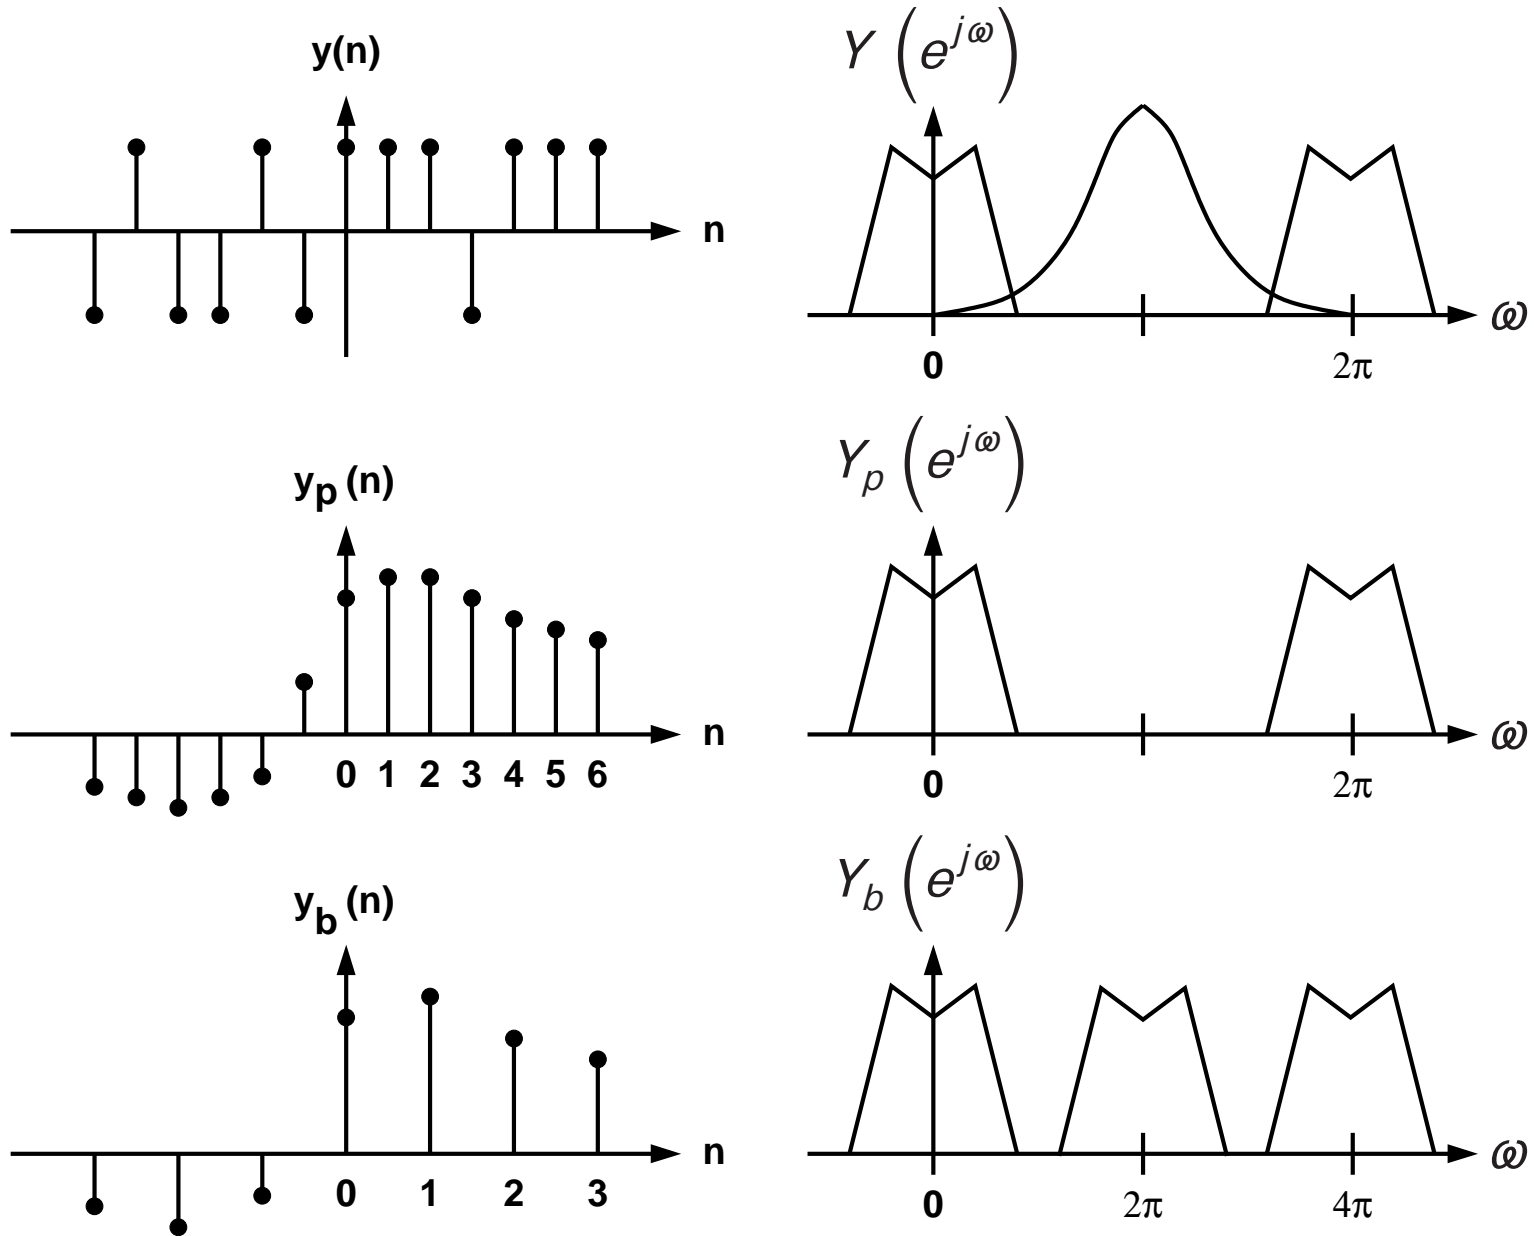 y(n)
n
Y (e^{jω})
ω
0 2π
y_p (n)
n
0 1 2 3 4 5 6
Y_p (e^{jω})
ω
0 2π
y_b (n)
n
0 1 2 3
Y_b (e^{jω})
ω
0 2π 4π